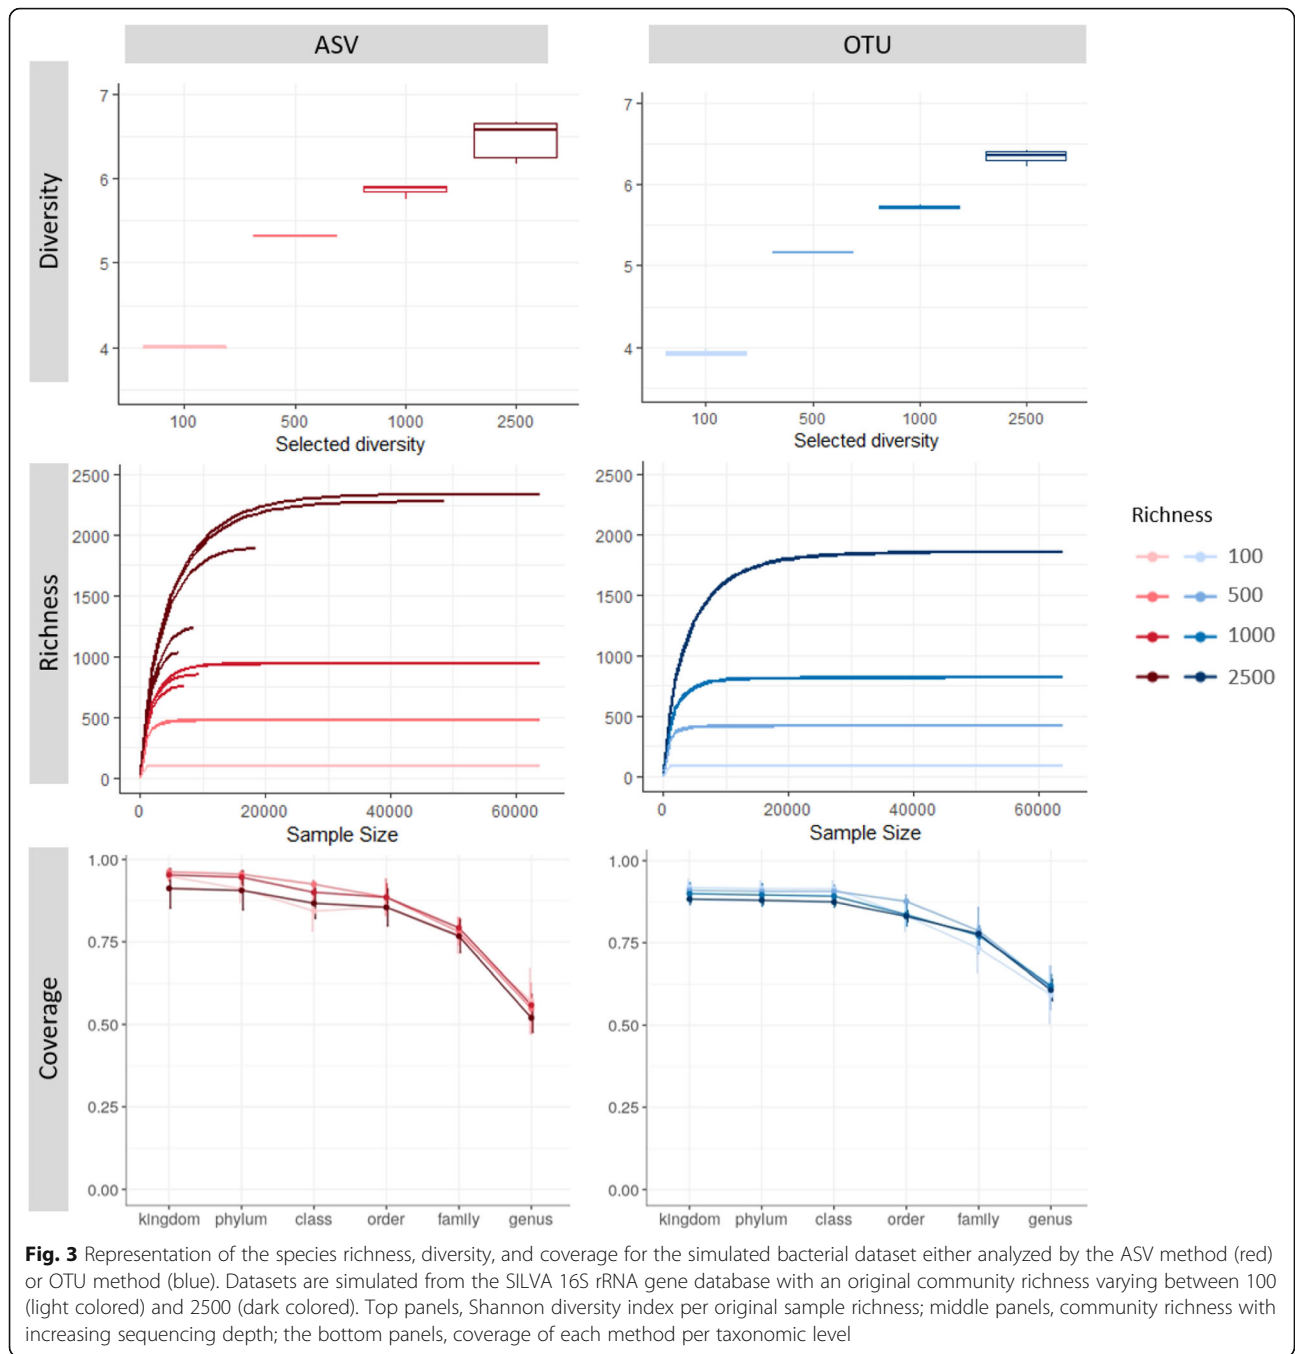 ASV
OTU
Diversity
7
6
5
4
100 500 1000 2500
Selected diversity
7
6
5
4
100 500 1000 2500
Selected diversity
Richness
2500
2000
1500
1000
500
0
0 20000 40000 60000
Sample Size
2500
2000
1500
1000
500
0
0 20000 40000 60000
Sample Size
Richness
100
500
1000
2500
Coverage
1.00
0.75
0.50
0.25
0.00
kingdom phylum class order family genus
1.00
0.75
0.50
0.25
0.00
kingdom phylum class order family genus
Fig. 3 Representation of the species richness, diversity, and coverage for the simulated bacterial dataset either analyzed by the ASV method (red)
or OTU method (blue). Datasets are simulated from the SILVA 16S rRNA gene database with an original community richness varying between 100
(light colored) and 2500 (dark colored). Top panels, Shannon diversity index per original sample richness; middle panels, community richness with
increasing sequencing depth; the bottom panels, coverage of each method per taxonomic level